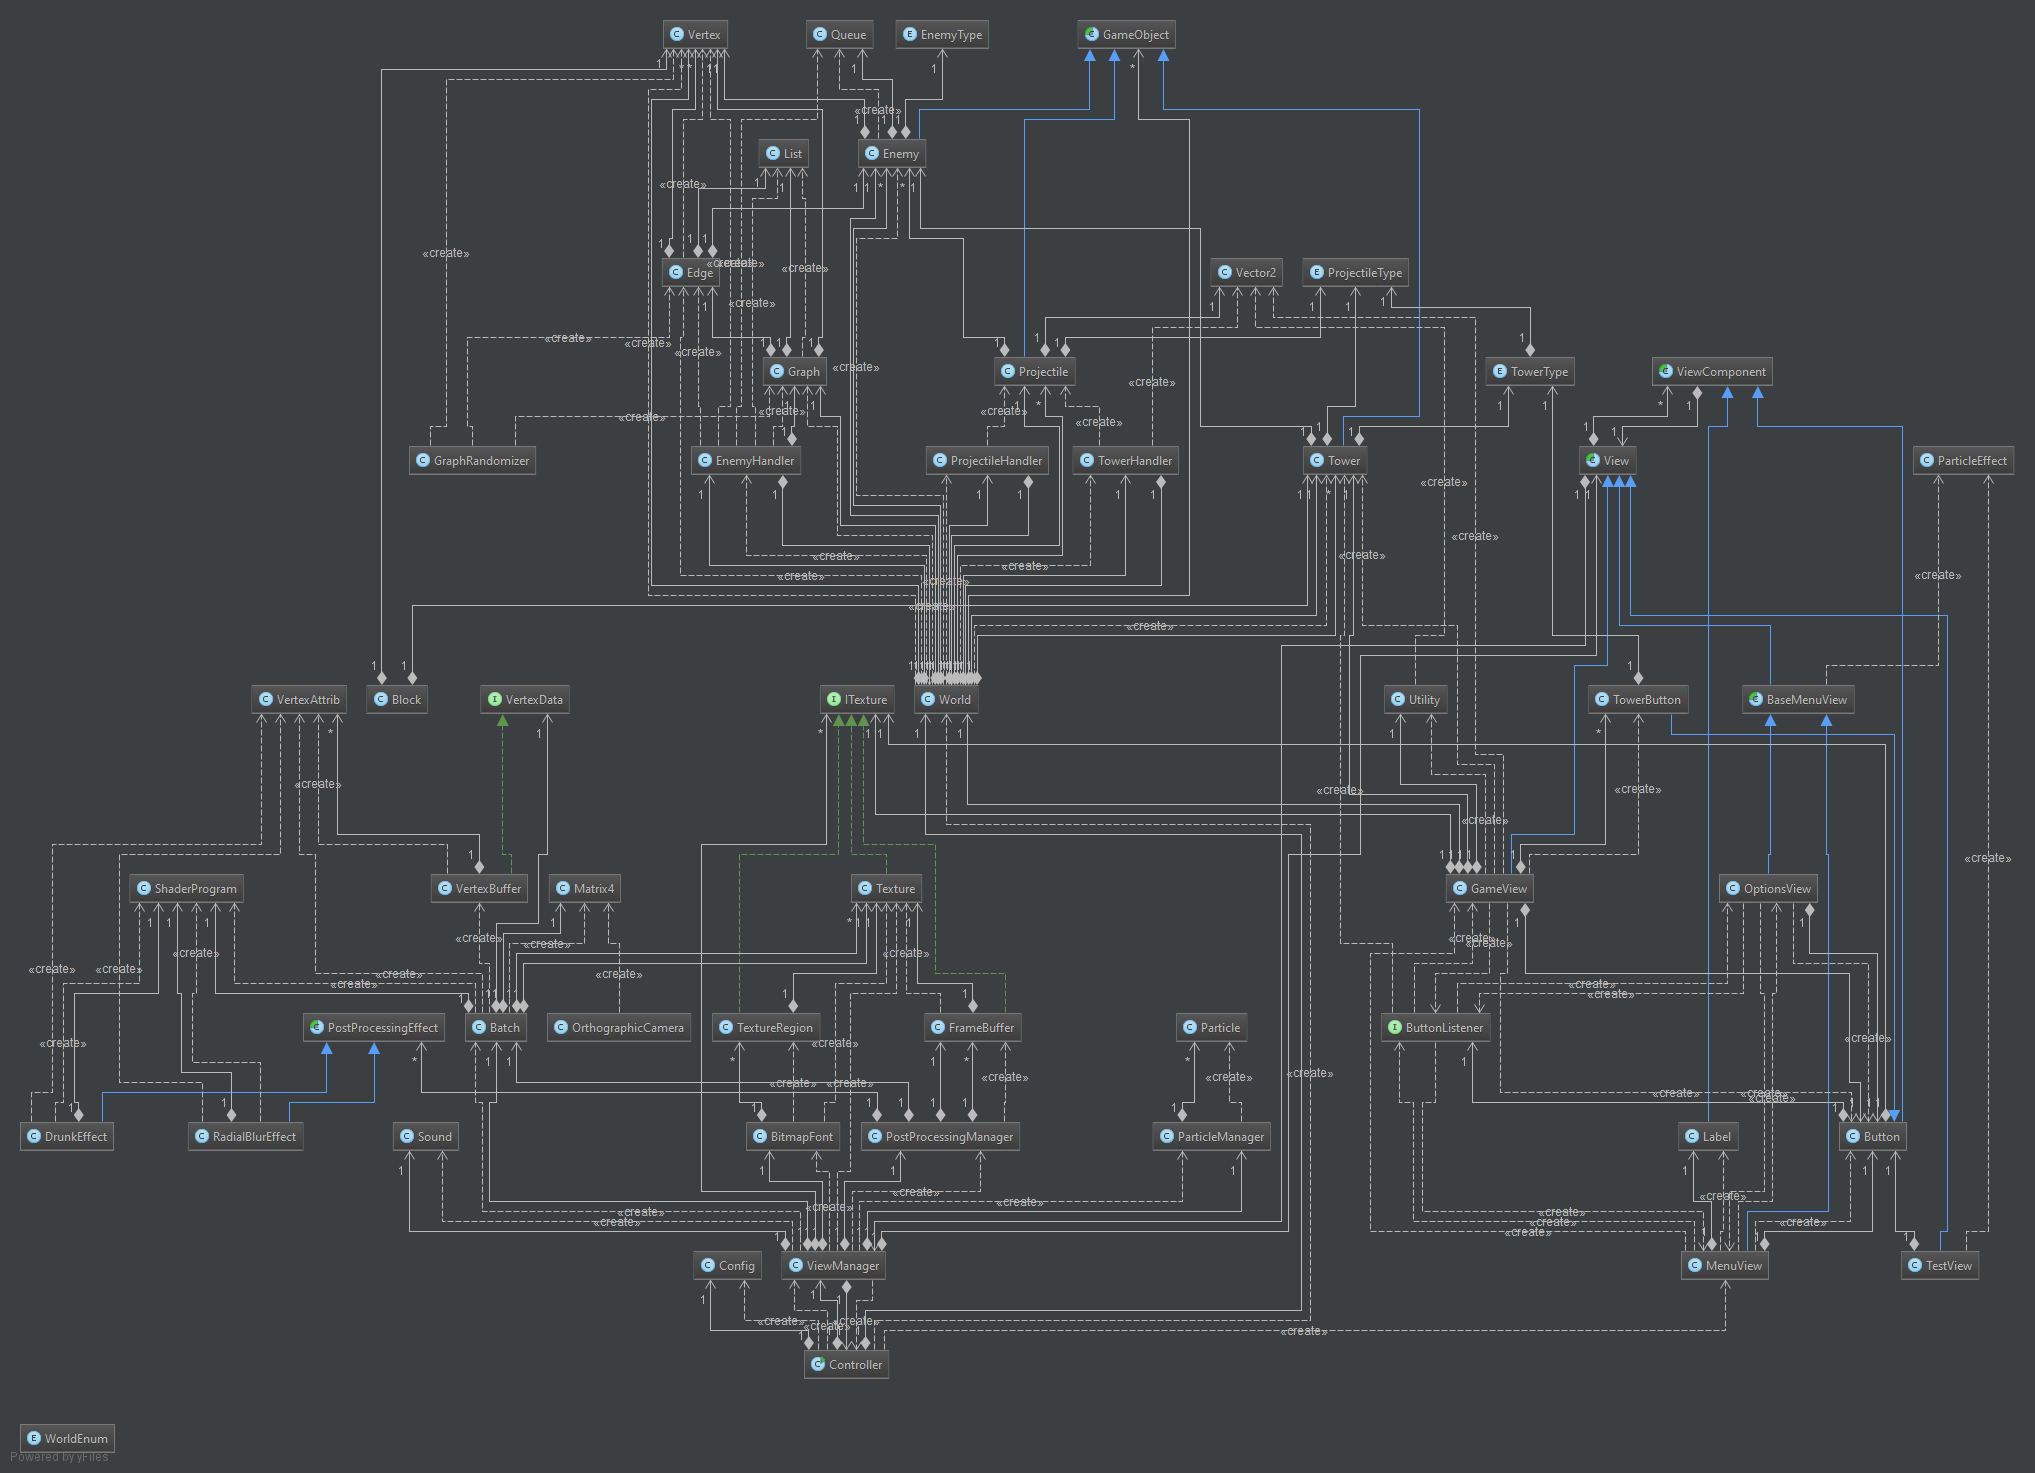 Vertex
Queue
EnemyType
GameObject
«create»
List
Enemy
«create»
«create»
Edge
«create»
«create»
Vector2
ProjectileType
«create»
«create»
«create»
«create»
Graph
«create»
Projectile
«create»
TowerType
ViewComponent
«create»
«create»
«create»
«create»
GraphRandomizer
EnemyHandler
ProjectileHandler
TowerHandler
Tower
View
ParticleEffect
«create»
«create»
«create»
«create»
«create»
«create»
«create»
«create»
«create»
«create»
VertexAttrib
Block
VertexData
ITexture
World
Utility
TowerButton
BaseMenuView
«create»
«create»
«create»
«create»
«create»
ShaderProgram
VertexBuffer
Matrix4
Texture
GameView
OptionsView
«create»
«create»
«create»
«create»
«create»
«create»
«create»
«create»
«create»
«create»
«create»
«create»
«create»
PostProcessingEffect
Batch
OrthographicCamera
TextureRegion
FrameBuffer
Particle
ButtonListener
«create»
«create»
«create»
«create»
«create»
«create»
«create»
«create»
«create»
«create»
«create»
DrunkEffect
RadialBlurEffect
Sound
BitmapFont
PostProcessingManager
ParticleManager
Label
Button
«create»
«create»
«create»
«create»
«create»
«create»
«create»
«create»
«create»
«create»
«create»
Config
ViewManager
MenuView
TestView
«create»
«create»
«create»
«create»
Controller
WorldEnum
Powered by yFiles